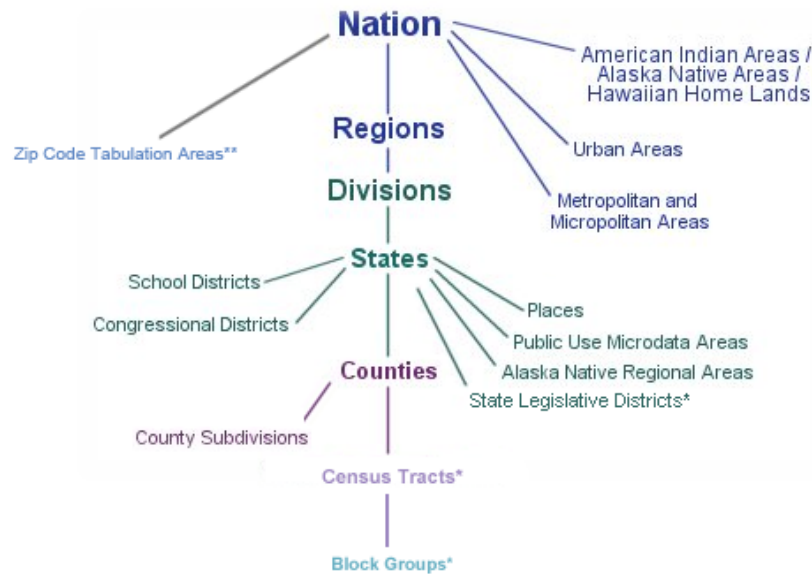 Nation
American Indian Areas /
Alaska Native Areas /
Hawaiian Home Lands
Regions
Urban Areas
Zip Code Tabulation Areas**
Divisions
Metropolitan and
Micropolitan Areas
States
School Districts
Places
Congressional Districts
Public Use Microdata Areas
Counties
Alaska Native Regional Areas
State Legislative Districts*
County Subdivisions
Census Tracts*
Block Groups*